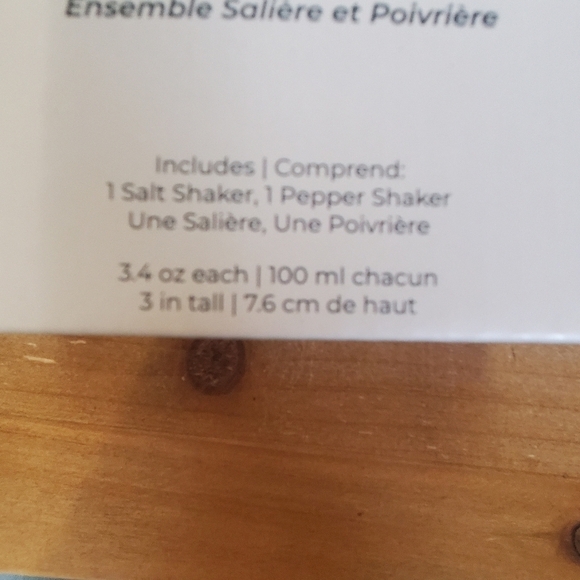 Ensemble Salière et Poivrière
Includes | Comprend:
1 Salt Shaker, 1 Pepper Shaker
Une Salière, Une Poivrière
3.4 oz each | 100 ml chacun
3 in tall | 7.6 cm de haut